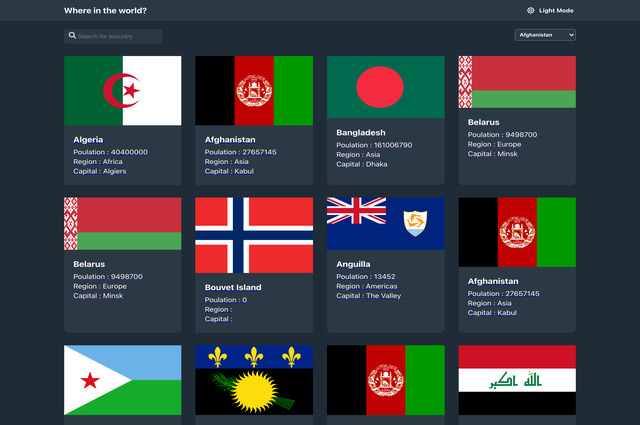 Where in the world?
Light Mode
Search for acountry
Afghanistan
Algeria
Poulation : 40400000
Region : Africa
Capital : Algiers
Afghanistan
Poulation : 27657145
Region : Asia
Capital : Kabul
Bangladesh
Poulation : 161006790
Region : Asia
Capital : Dhaka
Belarus
Poulation : 9498700
Region : Europe
Capital : Minsk
Belarus
Poulation : 9498700
Region : Europe
Capital : Minsk
Bouvet Island
Poulation : 0
Region :
Capital :
Anguilla
Poulation : 13452
Region : Americas
Capital : The Valley
Afghanistan
Poulation : 27657145
Region : Asia
Capital : Kabul
الله اكبر